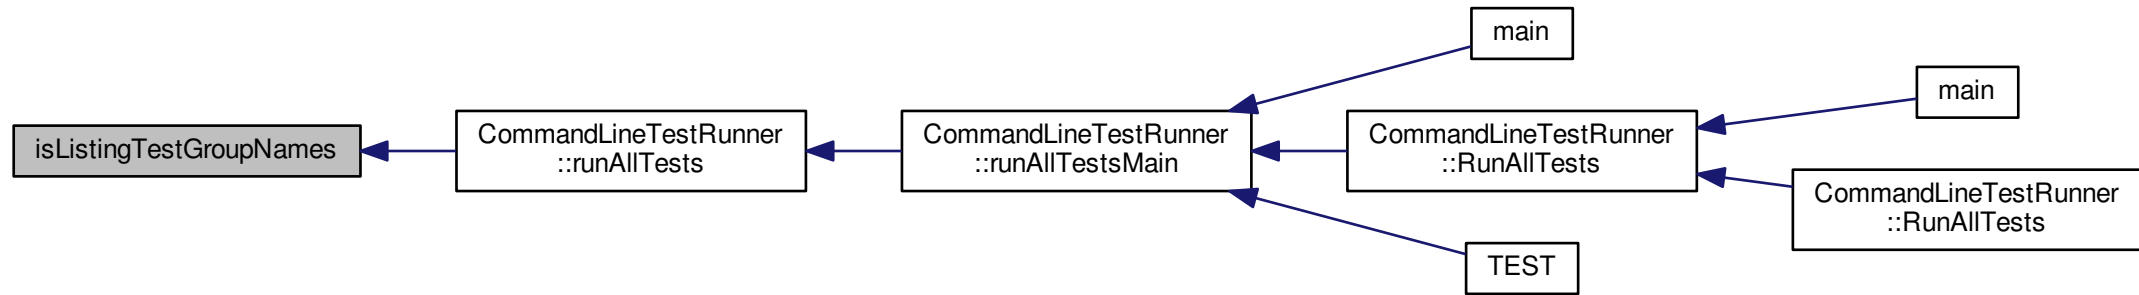 isListingTestGroupNames
CommandLineTestRunner
::runAllTests
CommandLineTestRunner
::runAllTestsMain
main
CommandLineTestRunner
::RunAllTests
TEST
main
CommandLineTestRunner
::RunAllTests